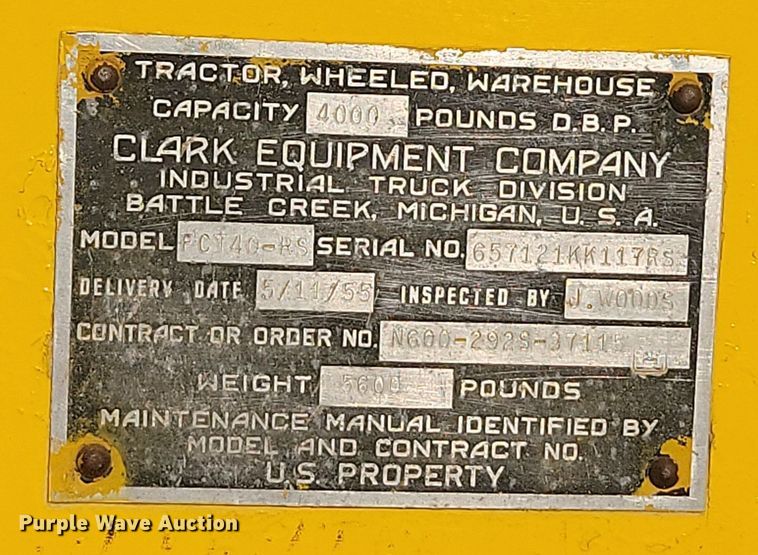 TRACTOR, WHEELED, WAREHOUSE
CAPACITY 4000 POUNDS D.B.P.
CLARK EQUIPMENT COMPANY
INDUSTRIAL TRUCK DIVISION
BATTLE CREEK, MICHIGAN, U.S.A.
MODEL FCT40-RS SERIAL NO. 657121KK117RS
DELIVERY DATE 5/11/55 INSPECTED BY J.WOODS
CONTRACT OR ORDER NO. N600-292S-37115
WEIGHT 5600 POUNDS
MAINTENANCE MANUAL IDENTIFIED BY
MODEL AND CONTRACT NO.
U.S. PROPERTY
Purple Wave Auction